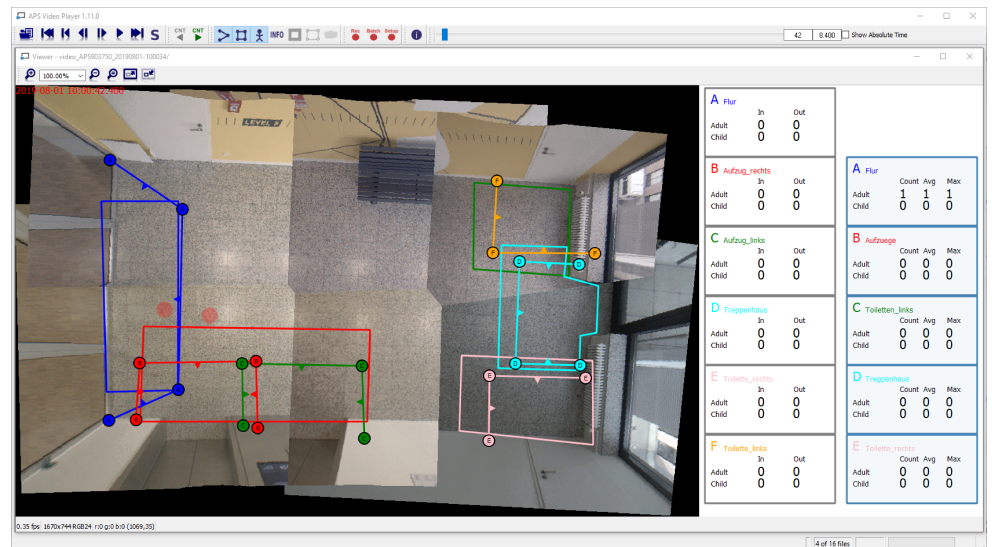 APS Video Player 1.11.0
S CNT CNT INFO Rec Batch Setup 42 8.400 Show Absolute Time
Viewer - video_APS903750_20190801-100034/
100.00%
LEVEL
A Flur
In Out
Adult 0 0
Child 0 0
B Aufzug_rechts
In Out
Adult 0 0
Child 0 0
C Aufzug_links
In Out
Adult 0 0
Child 0 0
D Treppenhaus
In Out
Adult 0 0
Child 0 0
E Toilette_rechts
In Out
Adult 0 0
Child 0 0
F Toilette_links
In Out
Adult 0 0
Child 0 0
A Flur
Count Avg Max
Adult 1 1 1
Child 0 0 0
B Aufzuege
Count Avg Max
Adult 0 0 0
Child 0 0 0
C Toiletten_links
Count Avg Max
Adult 0 0 0
Child 0 0 0
D Treppenhaus
Count Avg Max
Adult 0 0 0
Child 0 0 0
E Toilette_rechts
Count Avg Max
Adult 0 0 0
Child 0 0 0
0.35 fps 1670x744 RGB24 r:0 g:0 b:0 (1069,35)
4 of 16 files